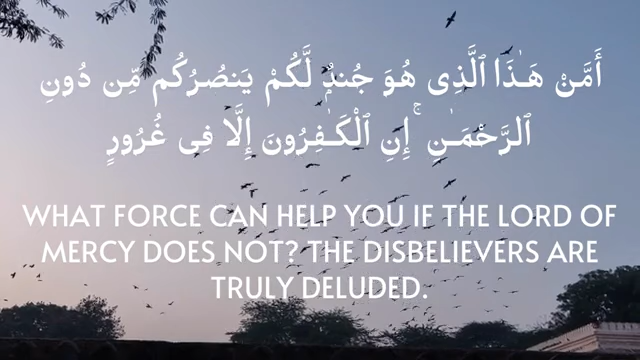 أَمَّنْ هَـٰذَا ٱلَّذِى هُوَ جُندٌ لَّكُمْ يَنصُرُكُم مِّن دُونِ
ٱلرَّحْمَـٰنِ ۚ إِنِ ٱلْكَـٰفِرُونَ إِلَّا فِى غُرُورٍ
WHAT FORCE CAN HELP YOU IF THE LORD OF
MERCY DOES NOT? THE DISBELIEVERS ARE
TRULY DELUDED.